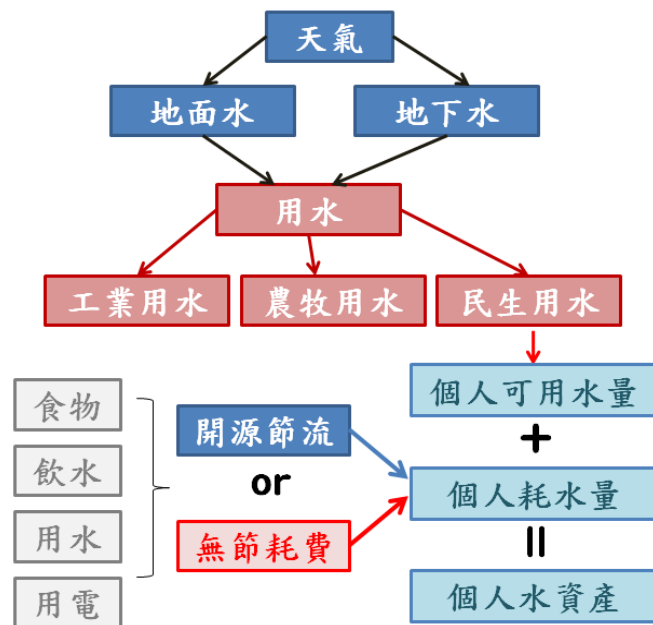 天氣
地面水
地下水
用水
工業用水
農牧用水
民生用水
個人可用水量
食物
開源節流
+
飲水
or
個人耗水量
用水
無節耗費
=
用電
個人水資產